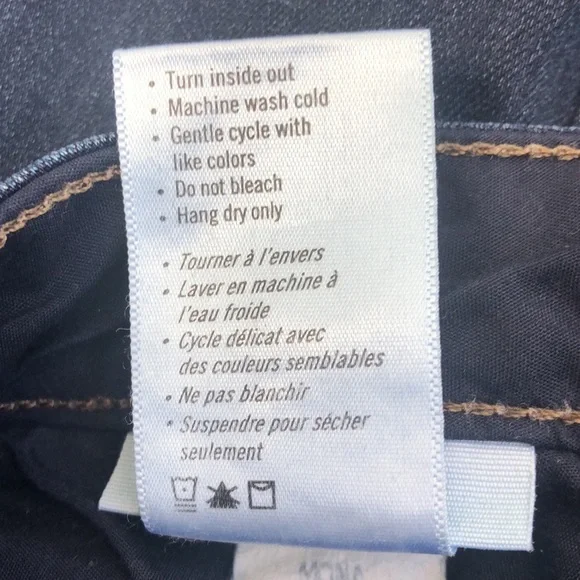 • Turn inside out
• Machine wash cold
• Gentle cycle with
like colors
• Do not bleach
• Hang dry only
• Tourner à l'envers
• Laver en machine à
l'eau froide
• Cycle délicat avec
des couleurs semblables
• Ne pas blanchir
• Suspendre pour sécher
seulement